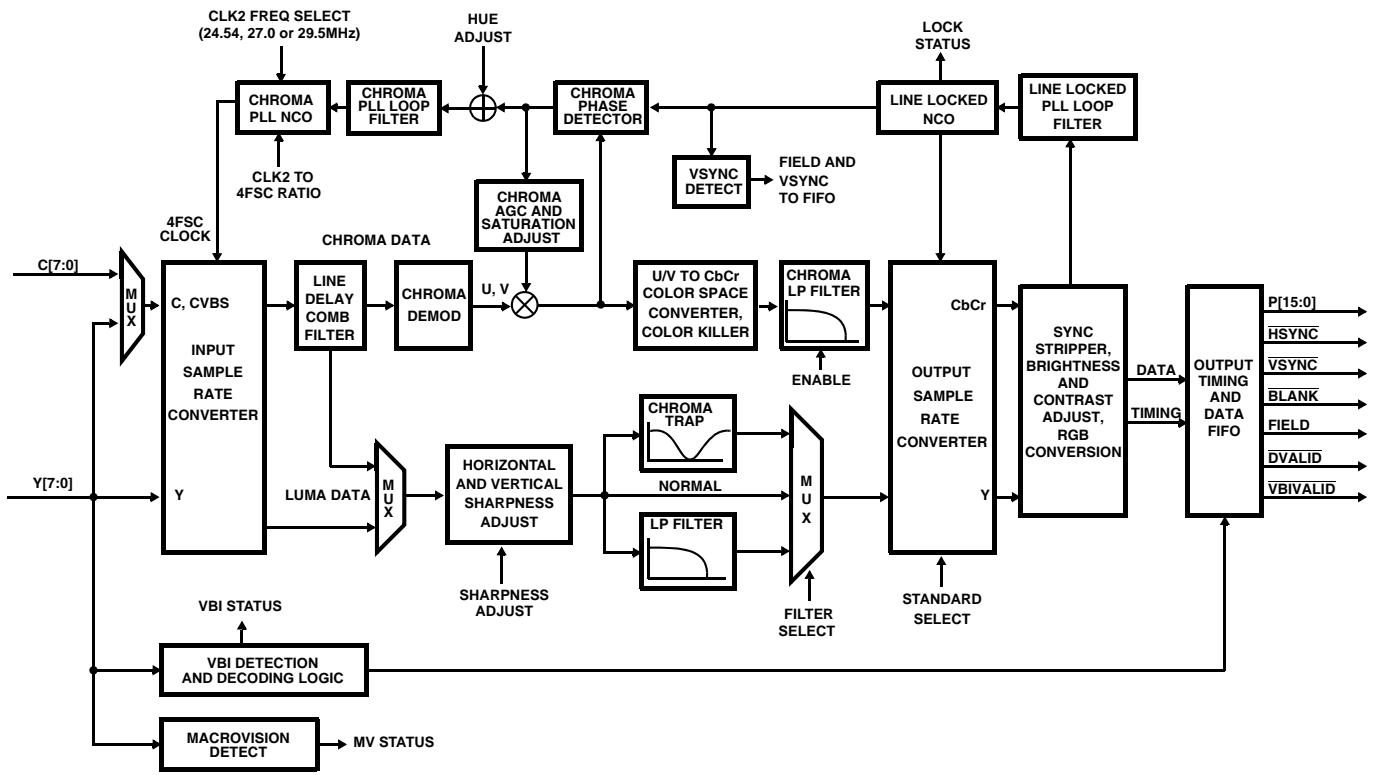 CLK2 FREQ SELECT
(24.54, 27.0 or 29.5MHz)
HUE
ADJUST
LOCK
STATUS
CHROMA
PLL NCO
CHROMA
PLL LOOP
FILTER
CHROMA
PHASE
DETECTOR
LINE LOCKED
NCO
LINE LOCKED
PLL LOOP
FILTER
CLK2 TO
4FSC RATIO
VSYNC
DETECT
FIELD AND
VSYNC
TO FIFO
CHROMA
AGC AND
SATURATION
ADJUST
4FSC
CLOCK
CHROMA DATA
C[7:0]
MUX
C, CVBS
INPUT
SAMPLE
RATE
CONVERTER
Y
LINE
DELAY
COMB
FILTER
CHROMA
DEMOD
U, V
U/V TO CbCr
COLOR SPACE
CONVERTER,
COLOR KILLER
CHROMA
LP FILTER
ENABLE
CbCr
OUTPUT
SAMPLE
RATE
CONVERTER
Y
SYNC
STRIPPER,
BRIGHTNESS
AND
CONTRAST
ADJUST,
RGB
CONVERSION
DATA
TIMING
OUTPUT
TIMING
AND
DATA
FIFO
P[15:0]
HSYNC
VSYNC
BLANK
FIELD
DVALID
VBIVALID
Y[7:0]
LUMA DATA
MUX
HORIZONTAL
AND VERTICAL
SHARPNESS
ADJUST
SHARPNESS
ADJUST
CHROMA
TRAP
NORMAL
LP FILTER
MUX
FILTER
SELECT
STANDARD
SELECT
VBI STATUS
VBI DETECTION
AND DECODING LOGIC
MACROVISION
DETECT
MV STATUS